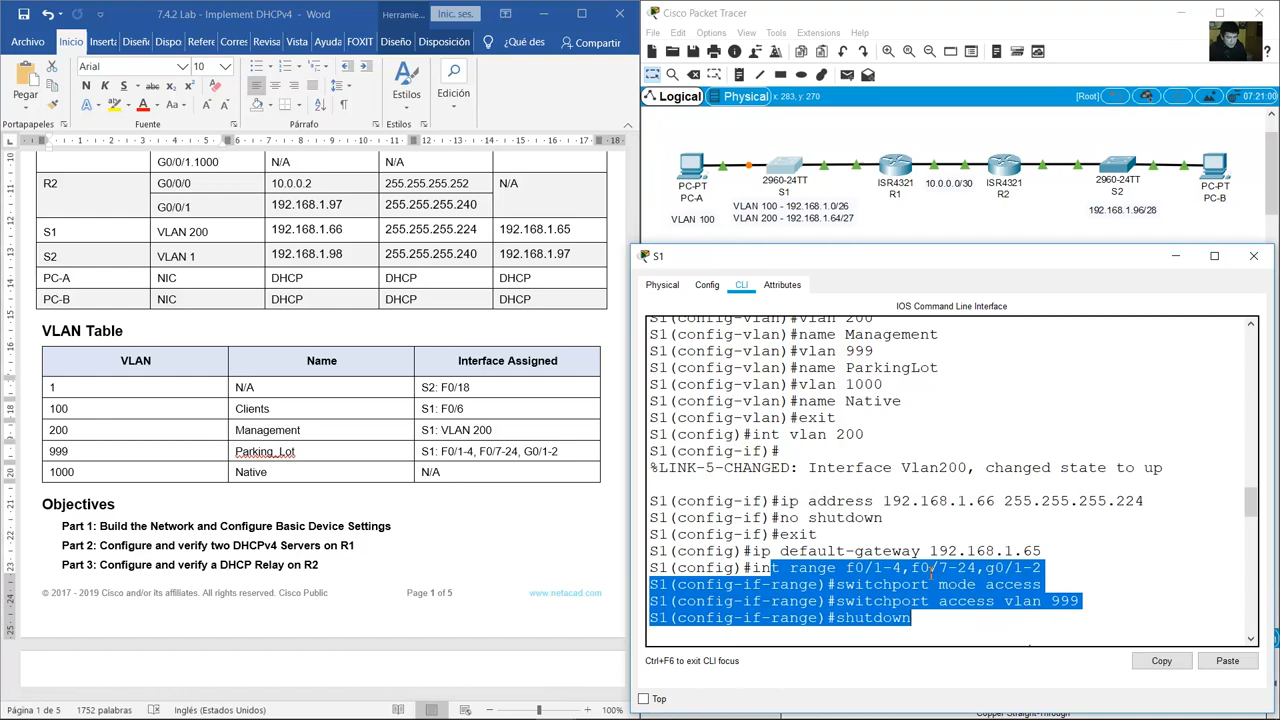 7.4.2 Lab - Implement DHCPv4 - Word
Herramie...
Inic. ses.
Archivo
Inicio
Insertar
Diseño
Dispo
Refere
Corres
Revisa
Vista
Ayuda
FOXIT
Diseño
Disposición
¿Qué des
Compartir
Pegar
Arial
10
N K S
Estilos
Edición
Portapapeles
Fuente
Párrafo
Estilos
G0/0/1.1000 N/A N/A
R2 G0/0/0 10.0.0.2 255.255.255.252 N/A
G0/0/1 192.168.1.97 255.255.255.240
S1 VLAN 200 192.168.1.66 255.255.255.224 192.168.1.65
S2 VLAN 1 192.168.1.98 255.255.255.240 192.168.1.97
PC-A NIC DHCP DHCP DHCP
PC-B NIC DHCP DHCP DHCP
VLAN Table
VLAN Name Interface Assigned
1 N/A S2: F0/18
100 Clients S1: F0/6
200 Management S1: VLAN 200
999 Parking_Lot S1: F0/1-4, F0/7-24, G0/1-2
1000 Native N/A
Objectives
Part 1: Build the Network and Configure Basic Device Settings
Part 2: Configure and verify two DHCPv4 Servers on R1
Part 3: Configure and verify a DHCP Relay on R2
© 2017 - 2019 Cisco and/or its affiliates. All rights reserved. Cisco Public
Page 1 of 5
www.netacad.com
Página 1 de 5
1752 palabras
Inglés (Estados Unidos)
100%
Cisco Packet Tracer
File Edit Options View Tools Extensions Help
Logical
Physical
x: 283, y: 270
[Root]
07:21:00
PC-PT
PC-A
2960-24TT
S1
ISR4321
R1
10.0.0.0/30
ISR4321
R2
2960-24TT
S2
PC-PT
PC-B
VLAN 100
VLAN 100 - 192.168.1.0/26
VLAN 200 - 192.168.1.64/27
192.168.1.96/28
S1
Physical Config CLI Attributes
IOS Command Line Interface
S1(config-vlan)#vlan 200
S1(config-vlan)#name Management
S1(config-vlan)#vlan 999
S1(config-vlan)#name ParkingLot
S1(config-vlan)#vlan 1000
S1(config-vlan)#name Native
S1(config-vlan)#exit
S1(config)#int vlan 200
S1(config-if)#
%LINK-5-CHANGED: Interface Vlan200, changed state to up
S1(config-if)#ip address 192.168.1.66 255.255.255.224
S1(config-if)#no shutdown
S1(config-if)#exit
S1(config)#ip default-gateway 192.168.1.65
S1(config)#int range f0/1-4,f0/7-24,g0/1-2
S1(config-if-range)#switchport mode access
S1(config-if-range)#switchport access vlan 999
S1(config-if-range)#shutdown
Ctrl+F6 to exit CLI focus
Copy
Paste
Top
Copper Straight-Through